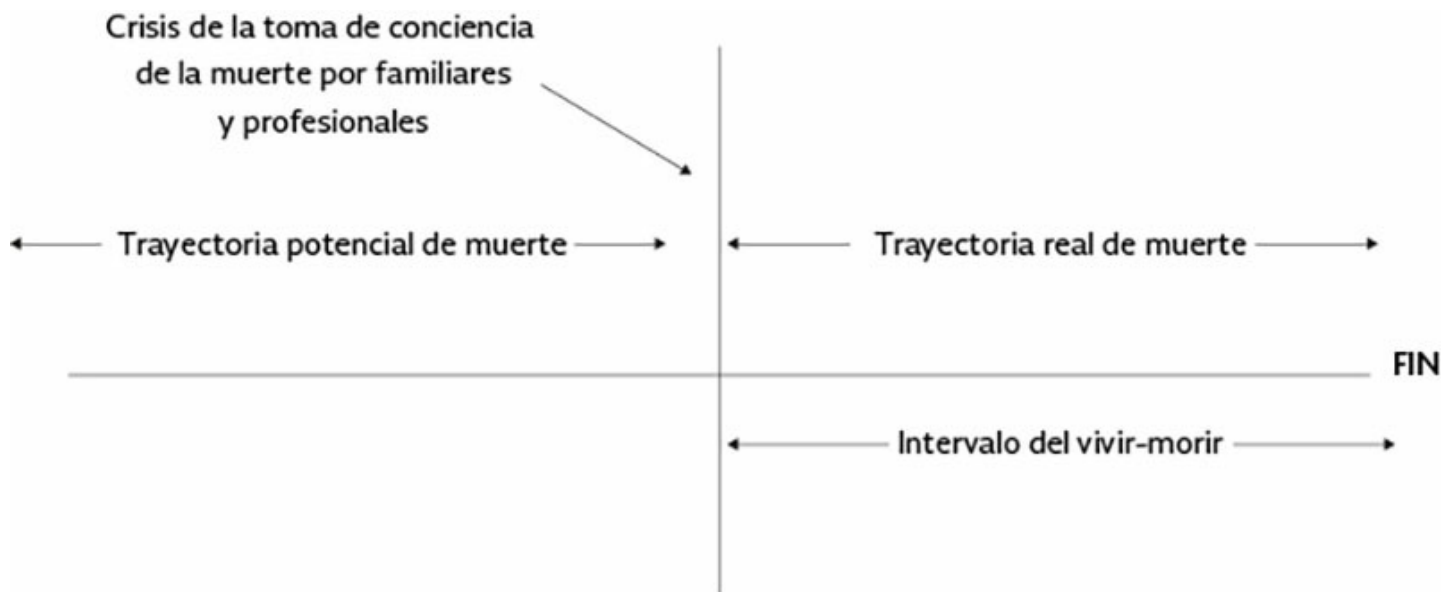 Crisis de la toma de conciencia
de la muerte por familiares
y profesionales
Trayectoria potencial de muerte
Trayectoria real de muerte
FIN
Intervalo del vivir-morir